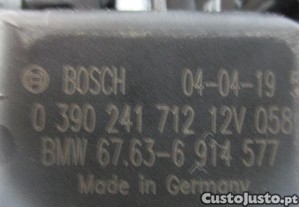 BOSCH 04-04-19 5
0 390 241 712 12V 058
BMW 67.63-6 914 577
Made in Germany
CustoJusto.pt